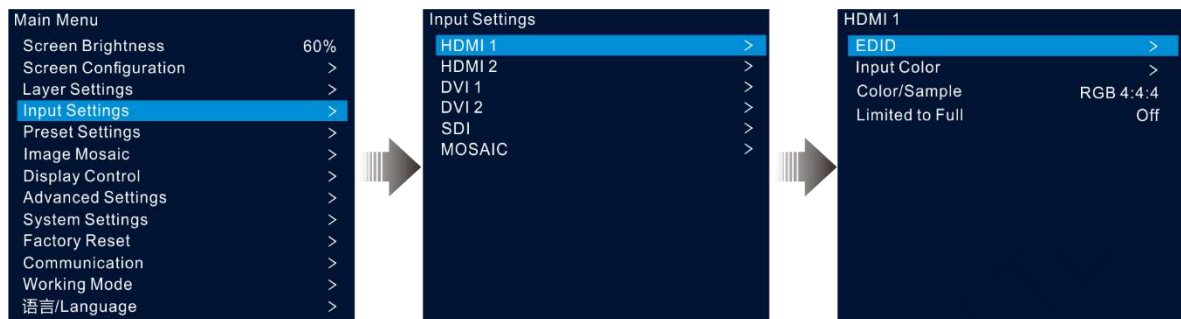 Main Menu
Screen Brightness 60%
Screen Configuration >
Layer Settings >
Input Settings >
Preset Settings >
Image Mosaic >
Display Control >
Advanced Settings >
System Settings >
Factory Reset >
Communication >
Working Mode >
语言/Language >
Input Settings
HDMI 1 >
HDMI 2 >
DVI 1 >
DVI 2 >
SDI >
MOSAIC >
HDMI 1
EDID >
Input Color >
Color/Sample RGB 4:4:4
Limited to Full Off